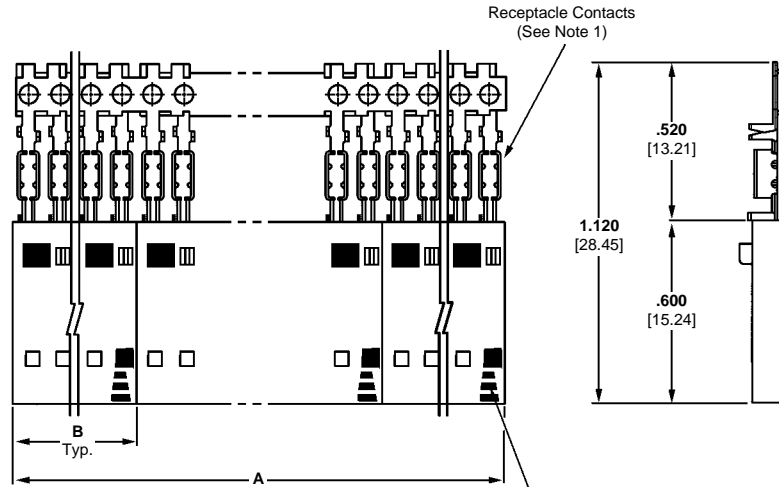 Receptacle Contacts
(See Note 1)
.520
[13.21]
1.120
[28.45]
.600
[15.24]
B
Typ.
A